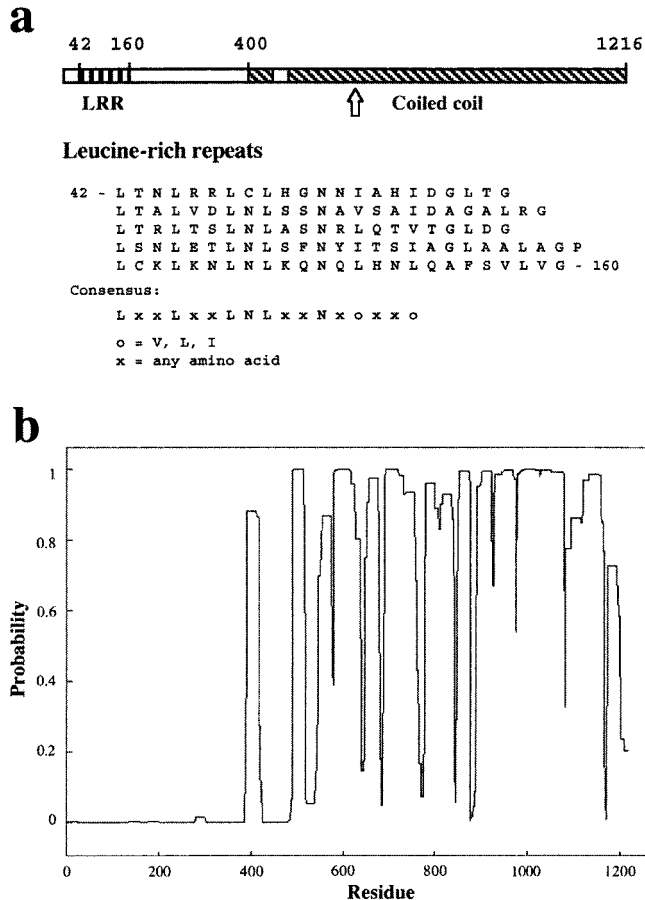 a
42 160 400 1216
LRR Coiled coil
Leucine-rich repeats
42 - L T N L R R L C L H G N N I A H I D G L T G
L T A L V D L N L S S N A V S A I D A G A L R G
L T R L T S L N L A S N R L Q T V T G L D G
L S N L E T L N L S F N Y I T S I A G L A A L A G P
L C K L K N L N L K Q N Q L H N L Q A F S V L V G - 160
Consensus:
L x x L x x L N L x x N x o x x o
o = V, L, I
x = any amino acid
b
1
0.8
0.6
0.4
0.2
0
Probability
0 200 400 600 800 1000 1200
Residue